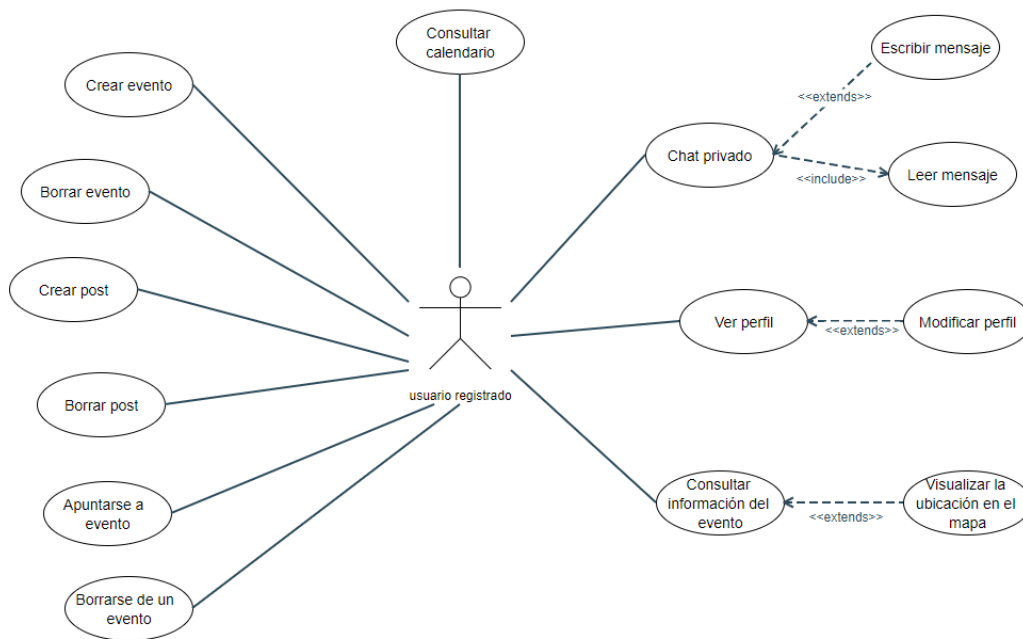 Consultar
calendario
Escribir mensaje
Crear evento
<<extends>>
Chat privado
Leer mensaje
<<include>>
Borrar evento
Crear post
Ver perfil
<<extends>>
Modificar perfil
usuario registrado
Borrar post
Consultar
información del
evento
<<extends>>
Visualizar la
ubicación en el
mapa
Apuntarse a
evento
Borrarse de un
evento